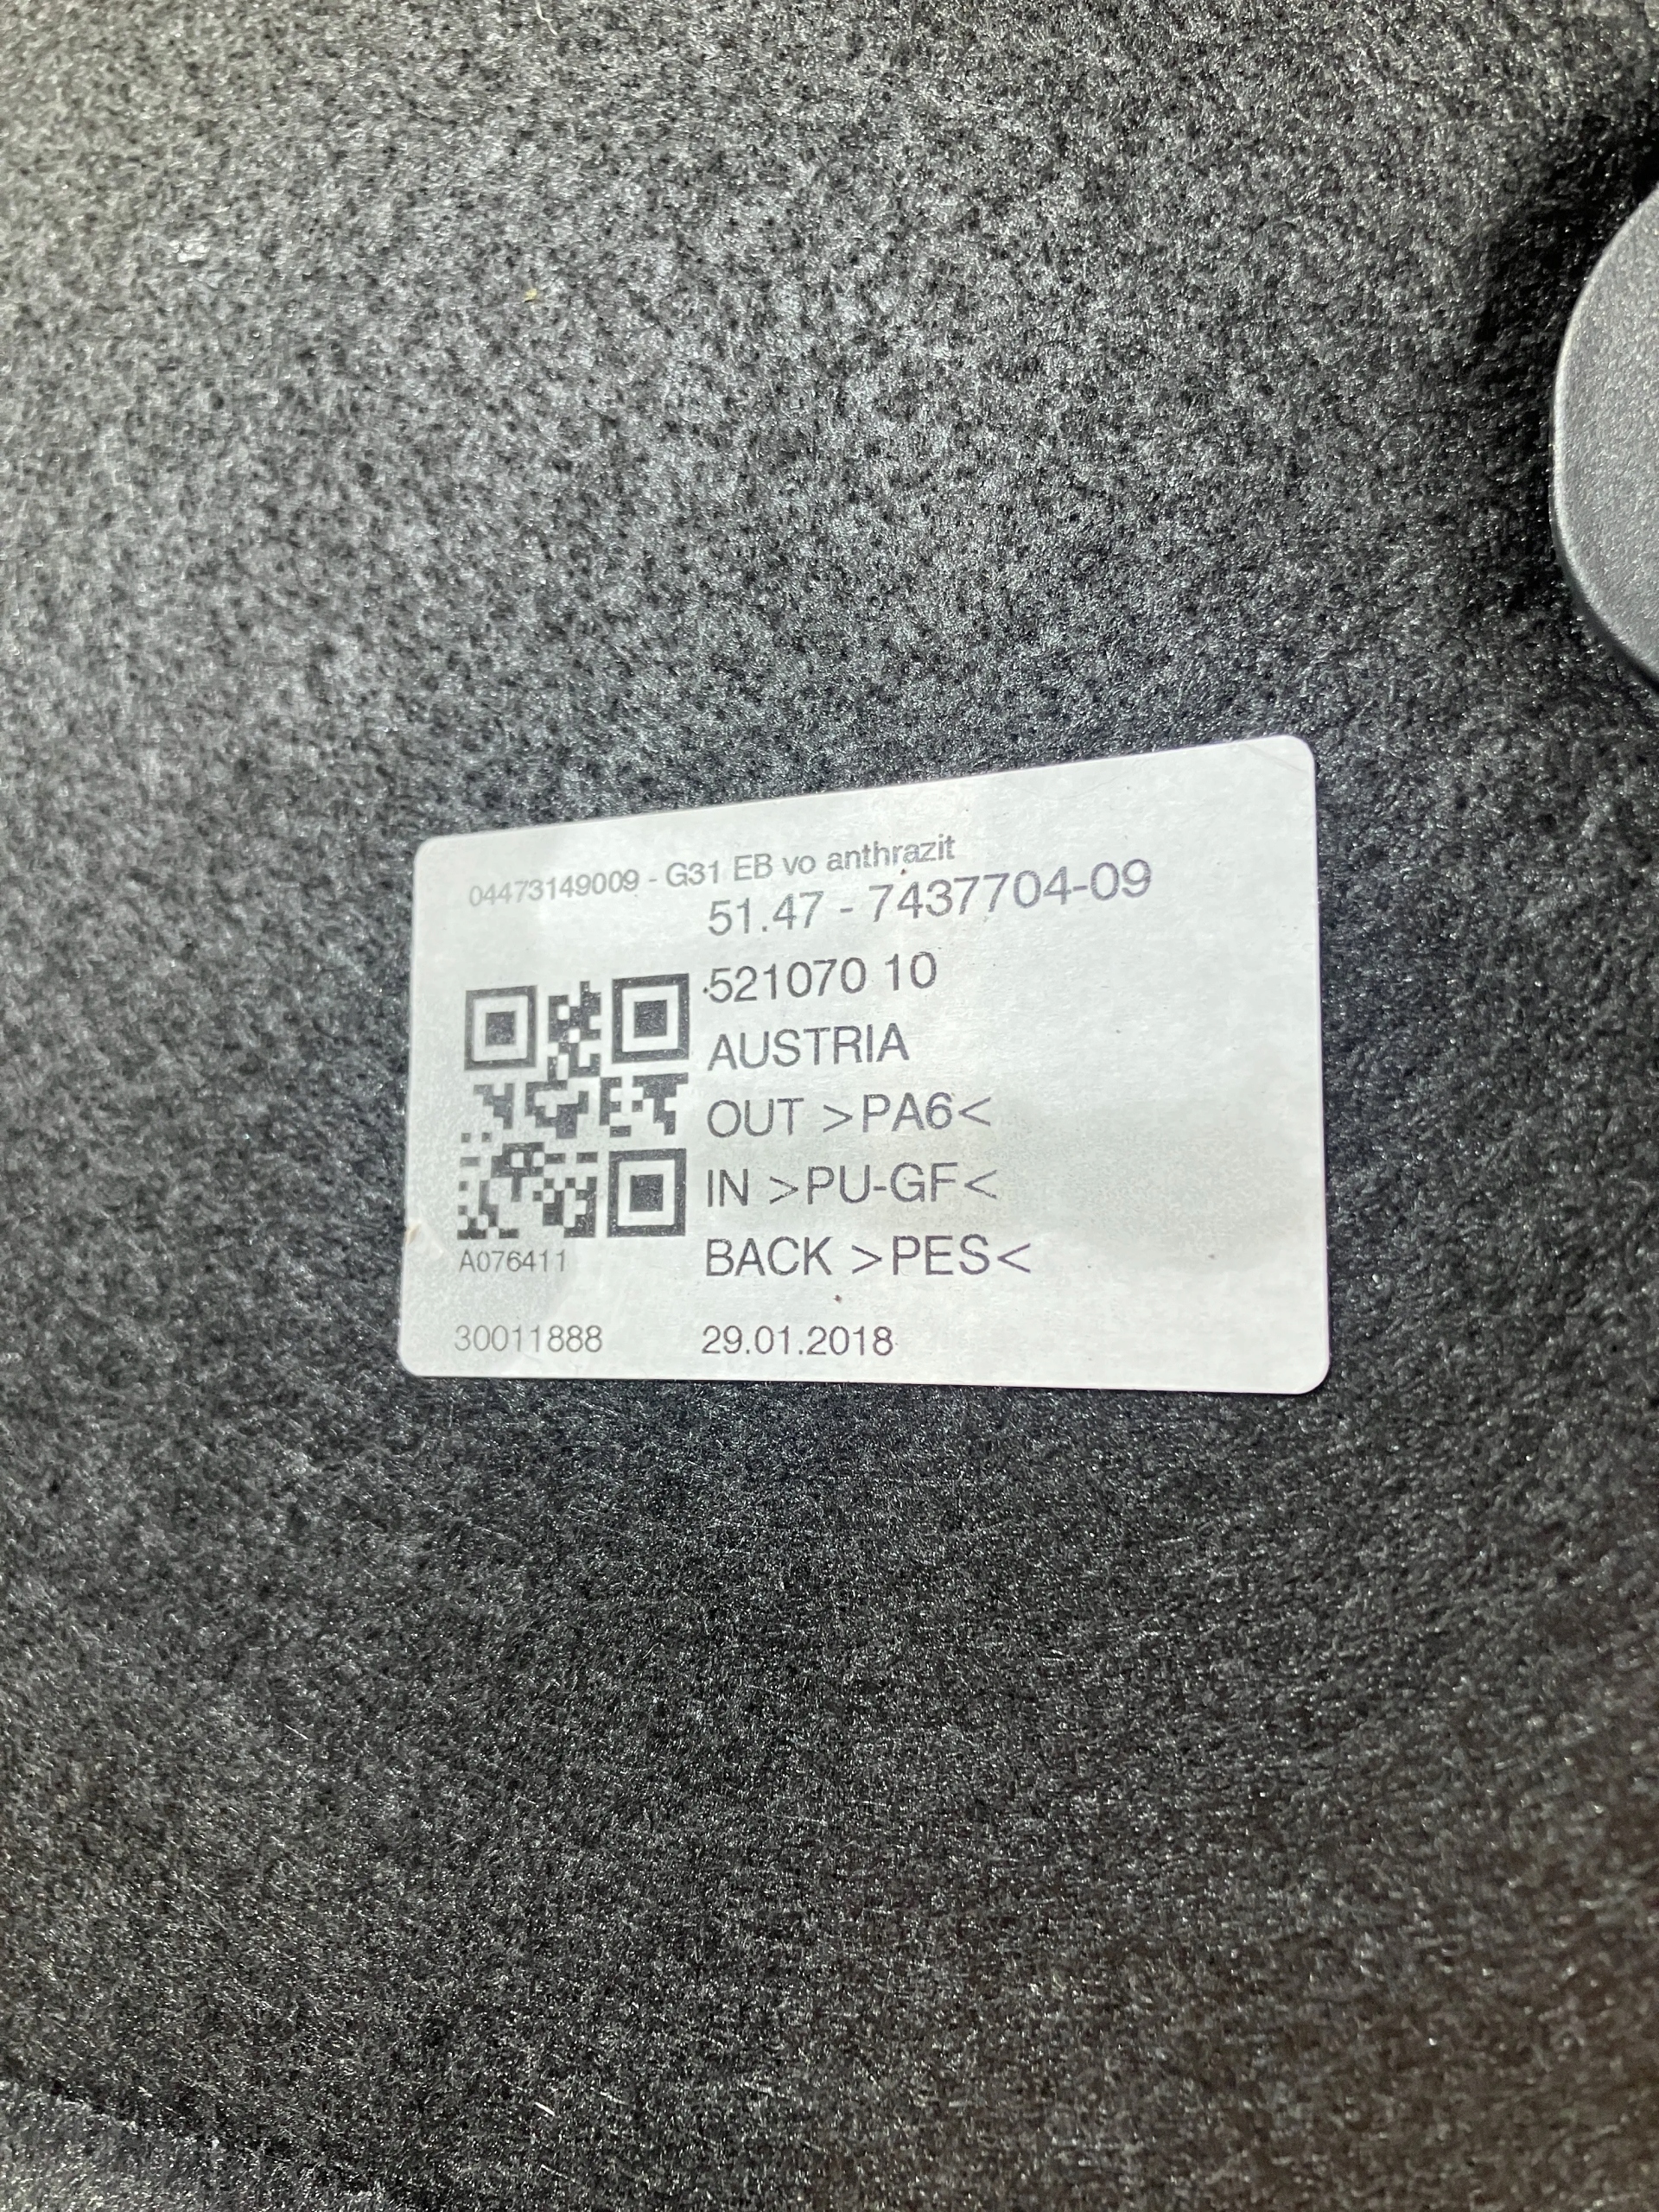 04473149009 - G31 EB vo anthrazit
51.47 - 7437704-09
521070 10
AUSTRIA
OUT >PA6<
IN >PU-GF<
BACK >PES<
A076411
30011888 29.01.2018